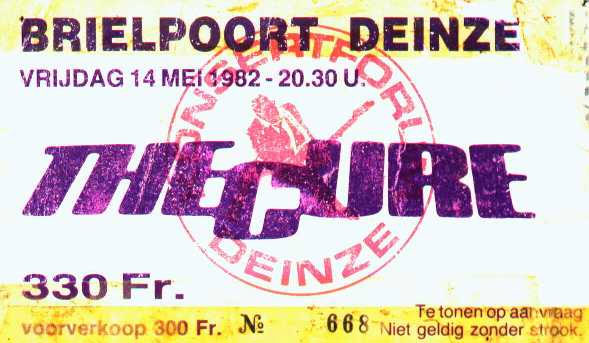 BRIELPOORT DEINZE
VRIJDAG 14 MEI 1982 - 20.30 U.
THE CURE
DEINZE
330 Fr.
voorverkoop 300 Fr. № 668
Te tonen op aanvraag
Niet geldig zonder strook.